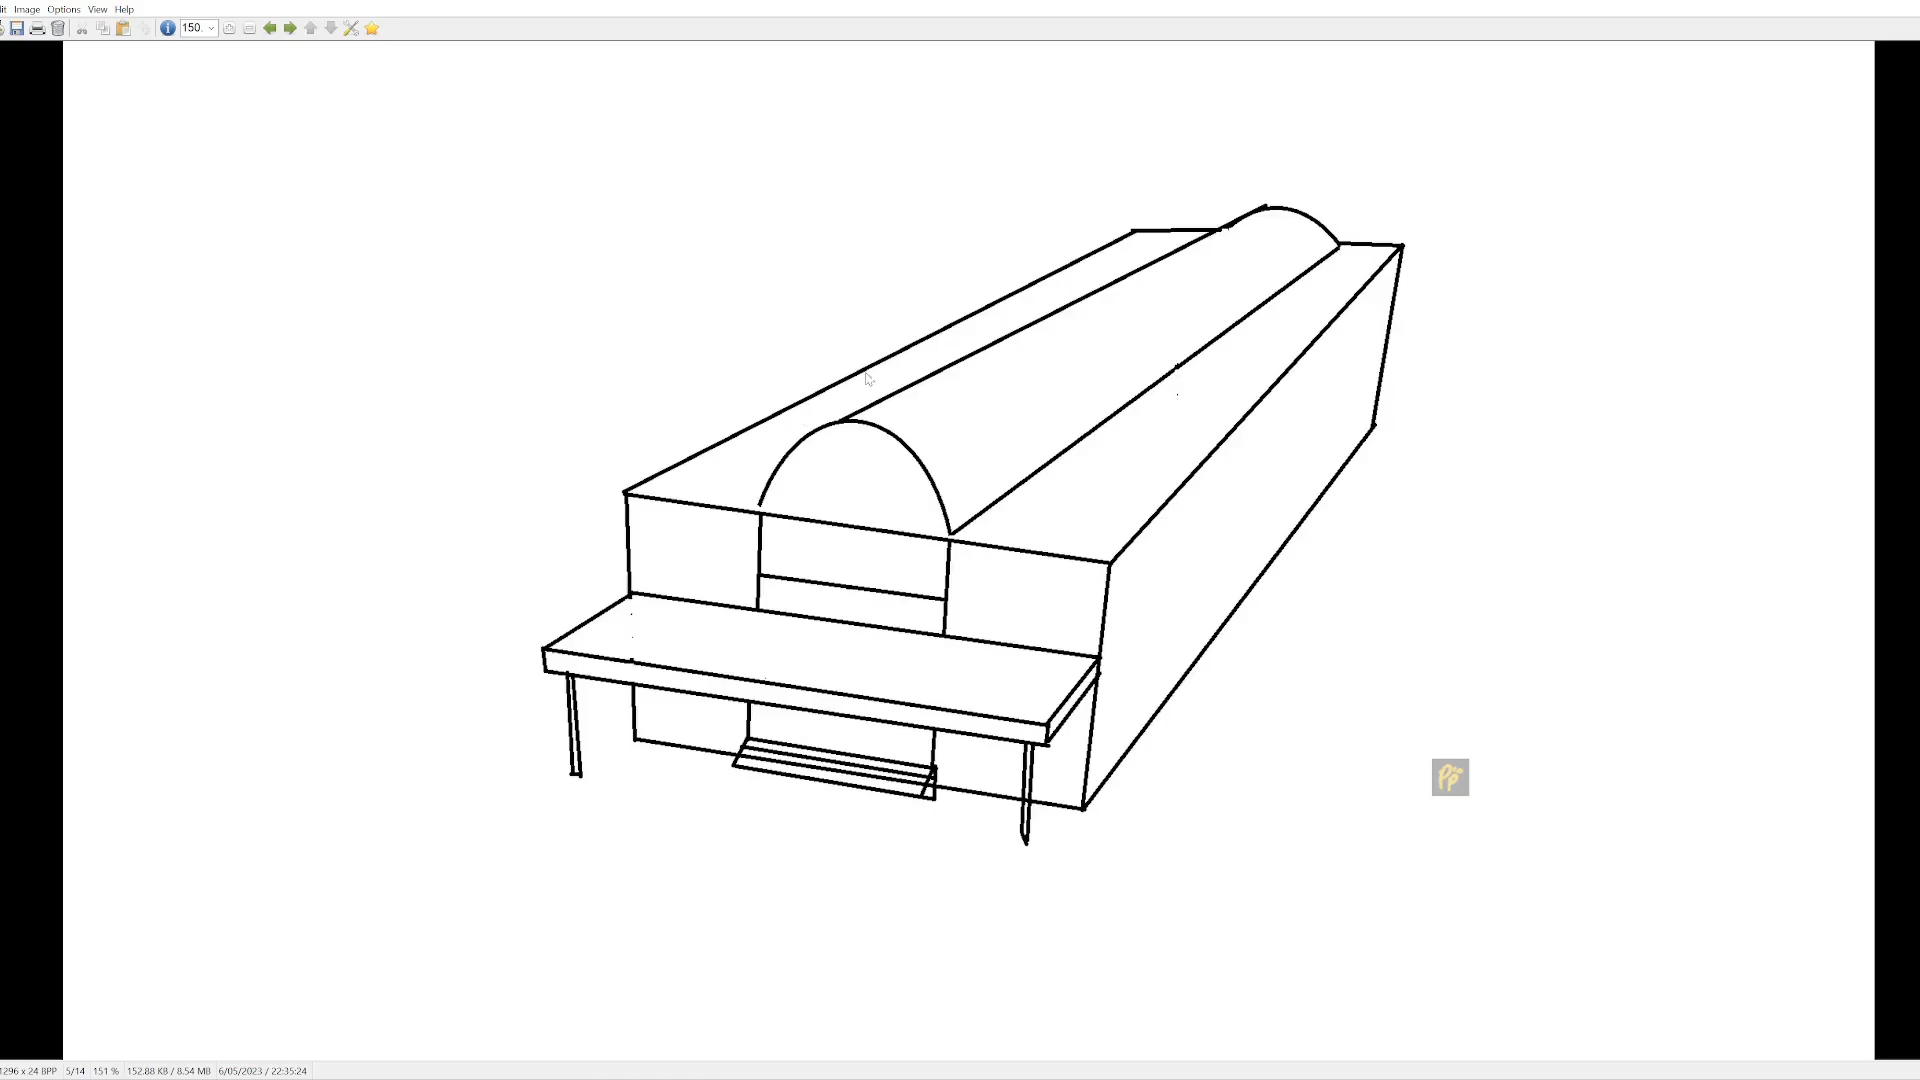 Image Options View Help
150.
1296 x 24 BPP 5/14 151 % 152.88 KB / 8.54 MB 6/05/2023 / 22:35:24